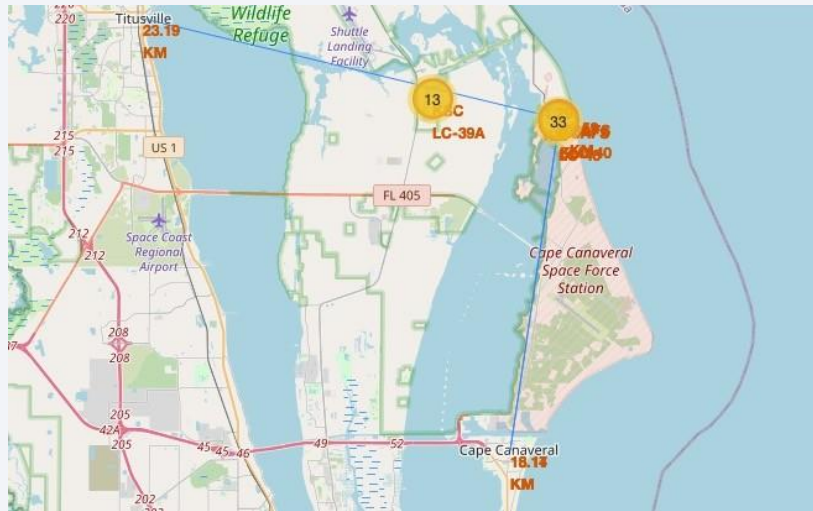 220
Titusville
23.19
KM
Wildlife
Refuge
Shuttle
Landing
Facility
13
LC-39A
33
215
215
US 1
FL 405
212
212
Space Coast
Regional
Airport
Cape Canaveral
Space Force
Station
208
208
205
42A
205
45
45
46
49
52
Cape Canaveral
KM
202